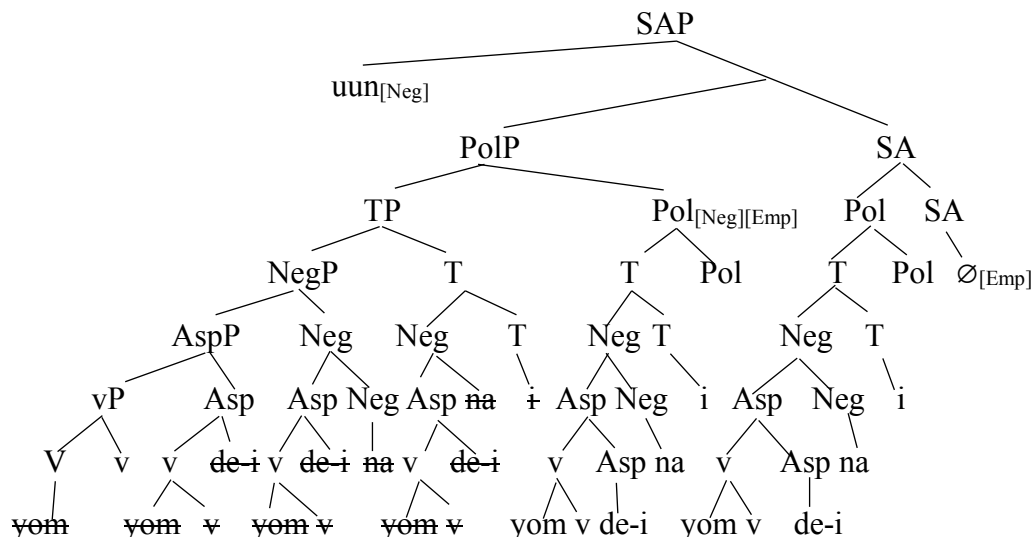 SAP
uun[Neg]
PolP SA
TP Pol[Neg][Emp] Pol SA
NegP T T Pol T Pol ∅[Emp]
AspP Neg Neg T Neg T Neg T
vP Asp Asp Neg Asp na i Asp Neg i Asp Neg i
V v v de-i v de-i na v de-i v Asp na v Asp na
yom yom v yom v yom v yom v de-i yom v de-i